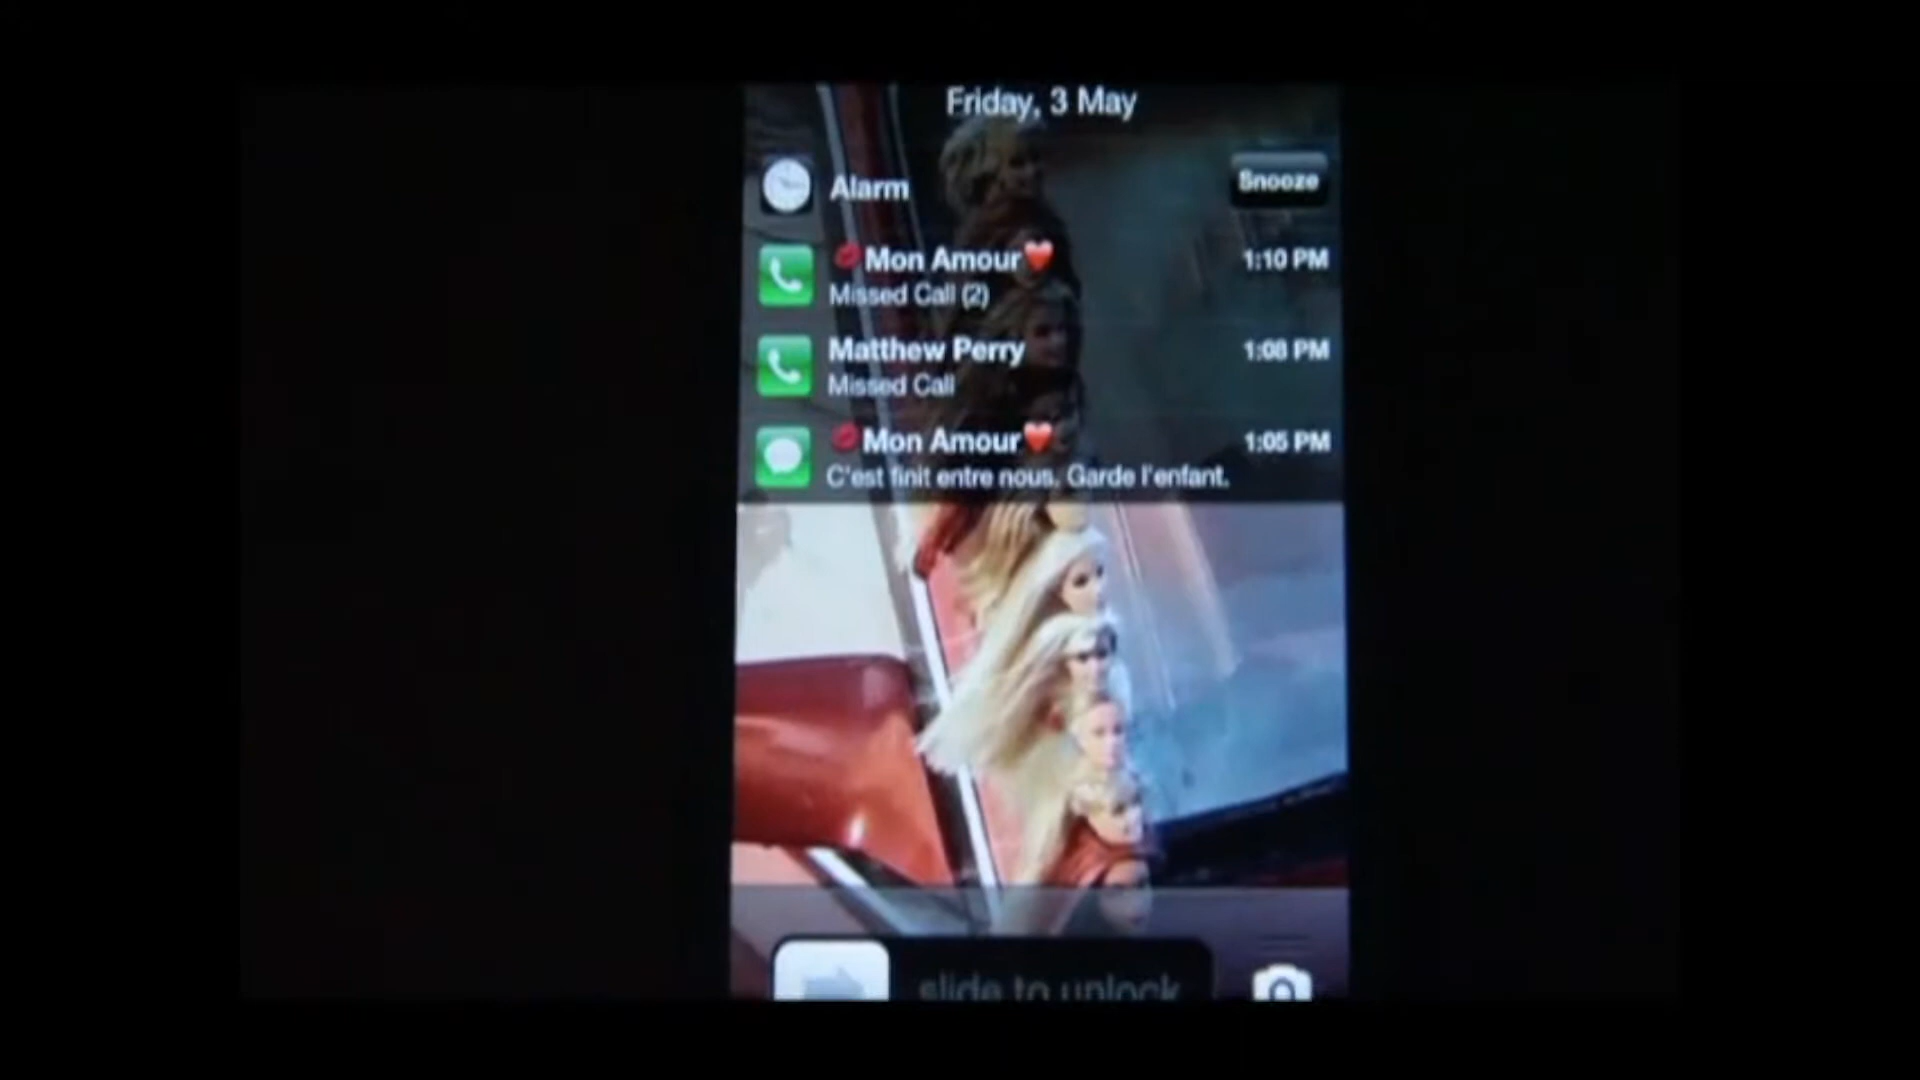 Friday, 3 May
Alarm
Snooze
💋Mon Amour❤️
1:10 PM
Missed Call (2)
Matthew Perry
1:08 PM
Missed Call
💋Mon Amour❤️
1:05 PM
C'est finit entre nous. Garde l'enfant.
slide to unlock